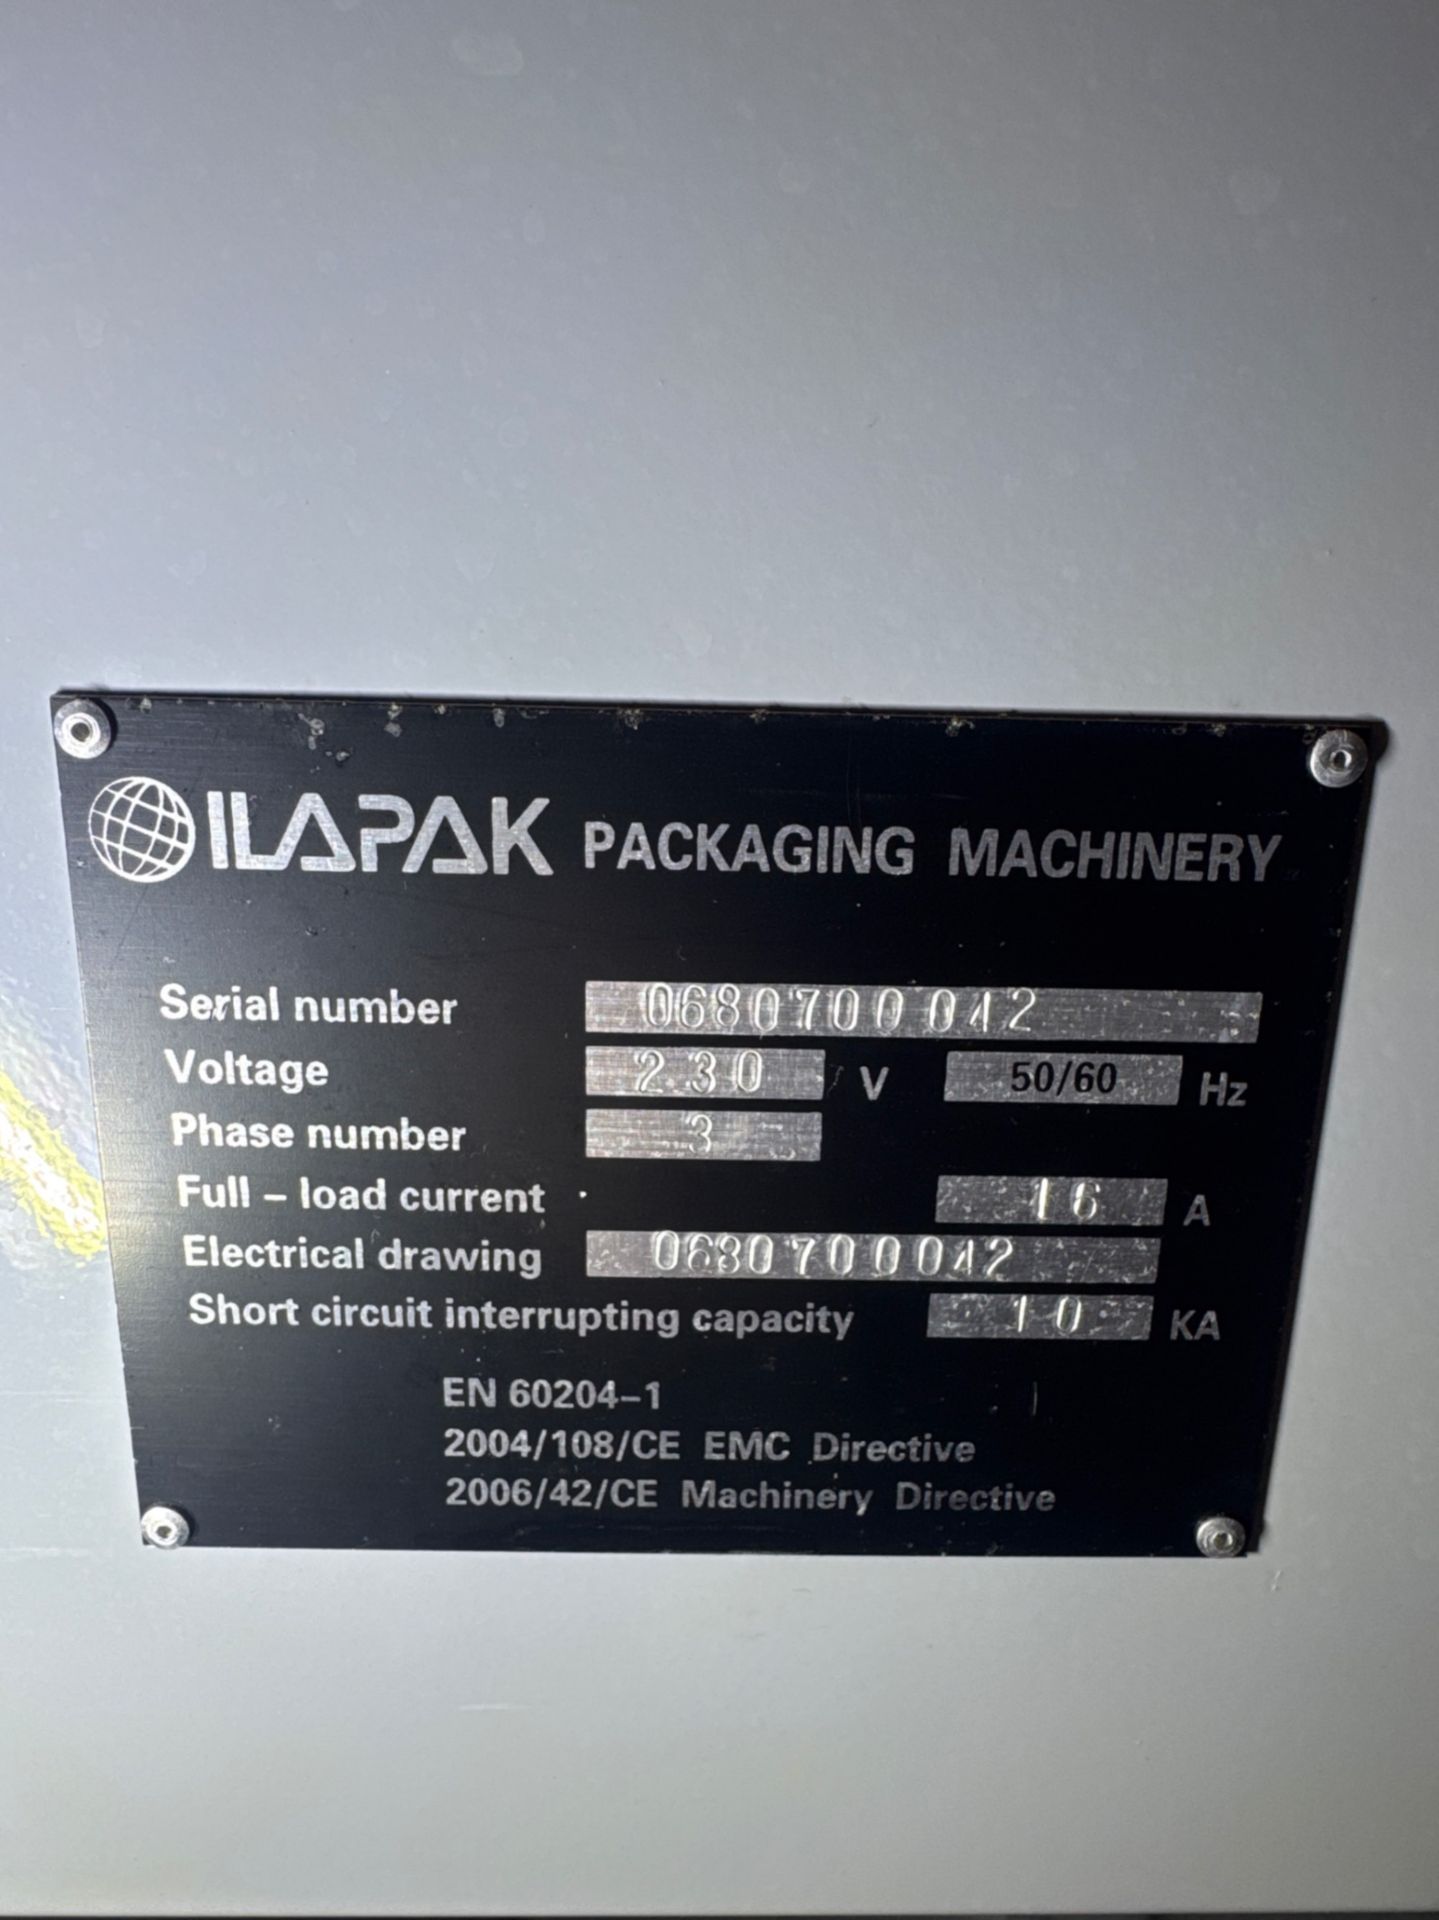 ILAPAK PACKAGING MACHINERY
Serial number 0680700042
Voltage 230 V 50/60 Hz
Phase number 3
Full – load current 16 A
Electrical drawing 0680700042
Short circuit interrupting capacity 10 KA
EN 60204–1
2004/108/CE EMC Directive
2006/42/CE Machinery Directive